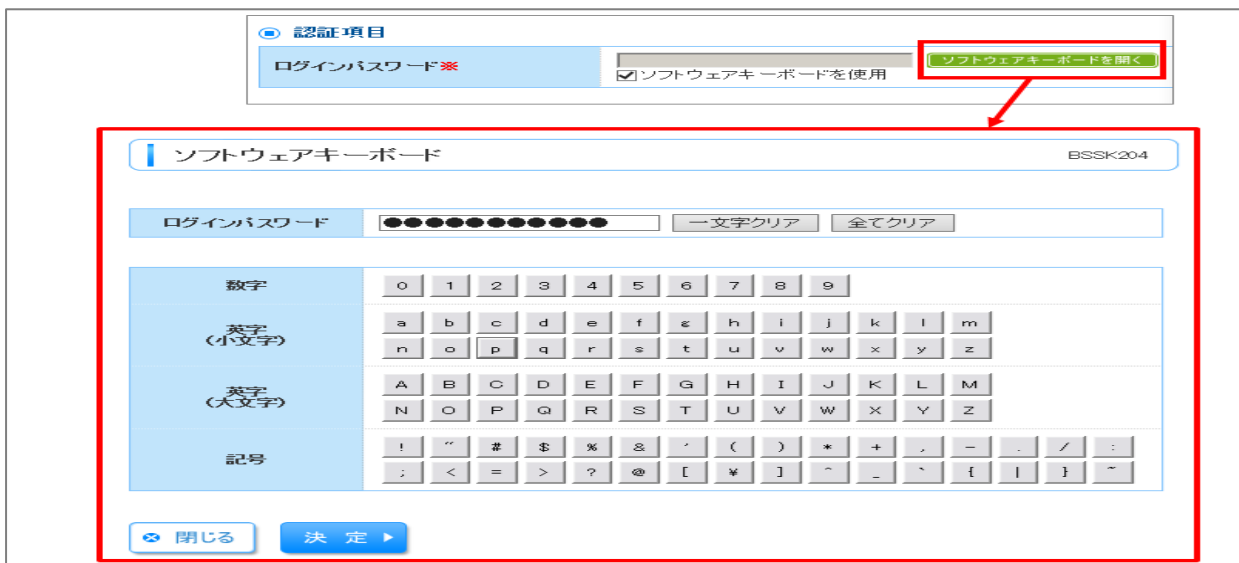 認証項目
ログインパスワード※
ソフトウェアキーボードを開く
ソフトウェアキーボードを使用
ソフトウェアキーボード BSSK204
ログインパスワード ●●●●●●●●●●● 一文字クリア 全てクリア
数字 0 1 2 3 4 5 6 7 8 9
英字
(小文字)
a b c d e f g h i j k l m
n o p q r s t u v w x y z
英字
(大文字)
A B C D E F G H I J K L M
N O P Q R S T U V W X Y Z
記号
! " # $ % & ' ( ) * + , - . / :
; < = > ? @ [ ¥ ] ^ _ ` { | } ~
閉じる 決 定